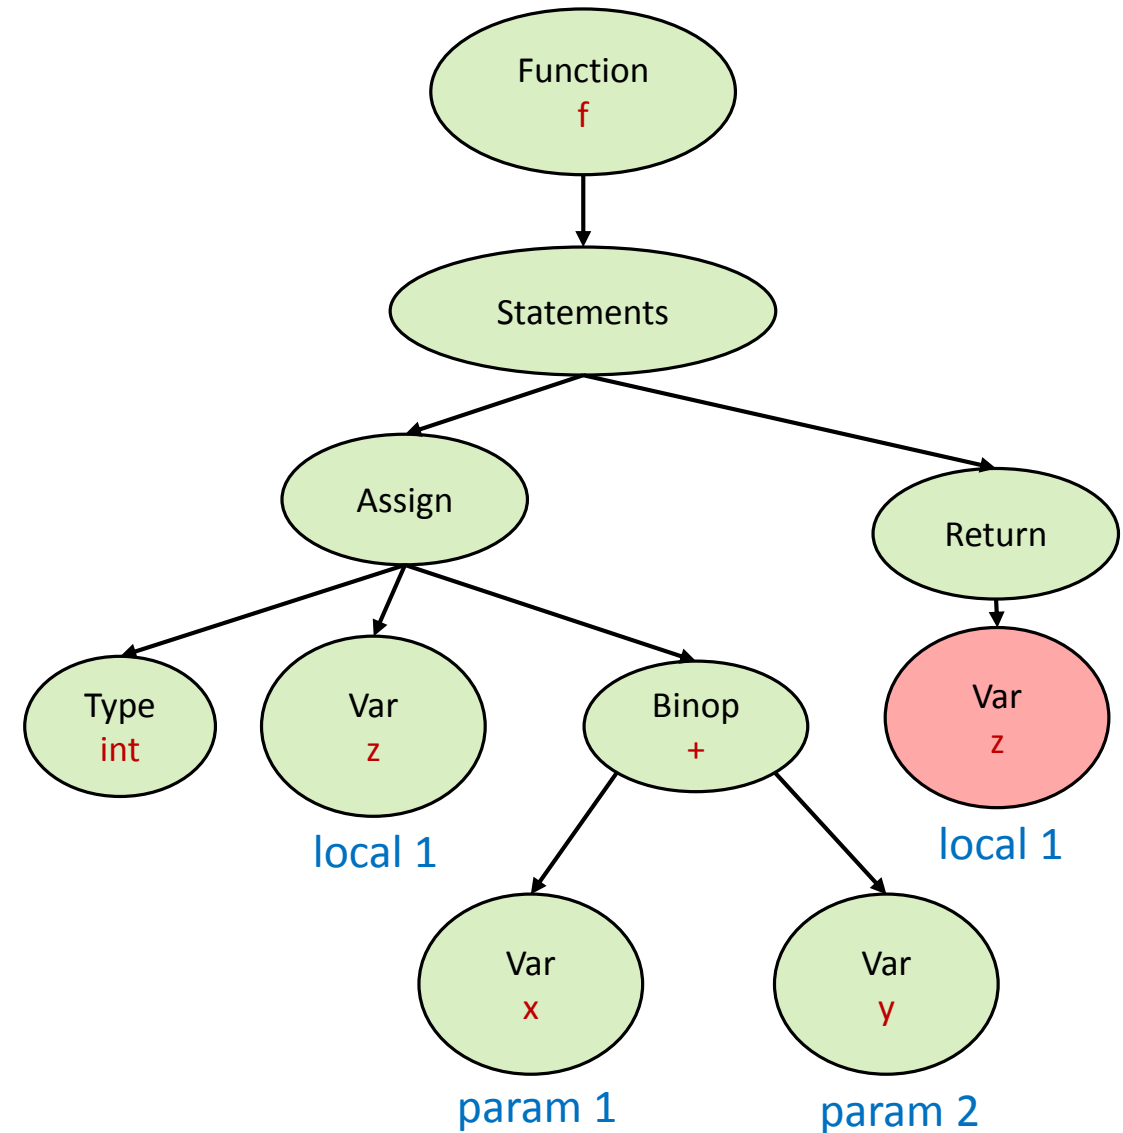 Function
f
Statements
Assign
Return
Type
int
Var
z
Binop
+
Var
z
local 1
local 1
Var
x
Var
y
param 1
param 2